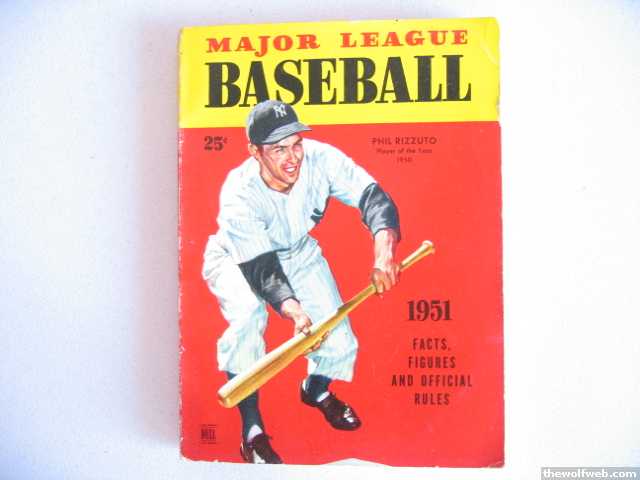 MAJOR LEAGUE
BASEBALL
25¢
NY
PHIL RIZZUTO
Player of the Year
1950
1951
FACTS,
FIGURES
AND OFFICIAL
RULES
DELL
thewolfweb.com